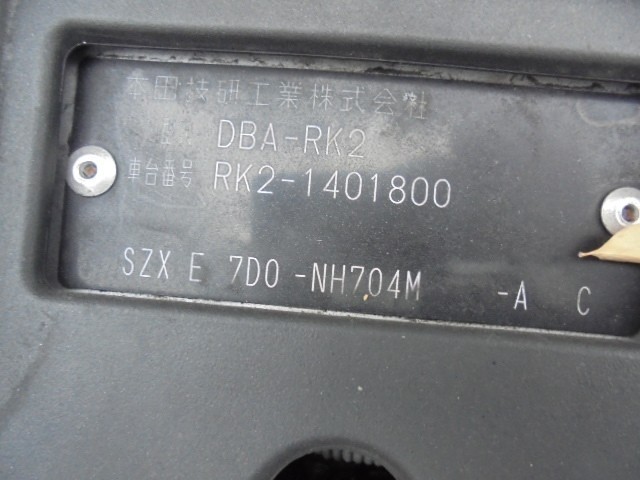 本田技研工業株式会社
DBA-RK2
車台番号 RK2-1401800
SZX E 7D0 -NH704M -A C